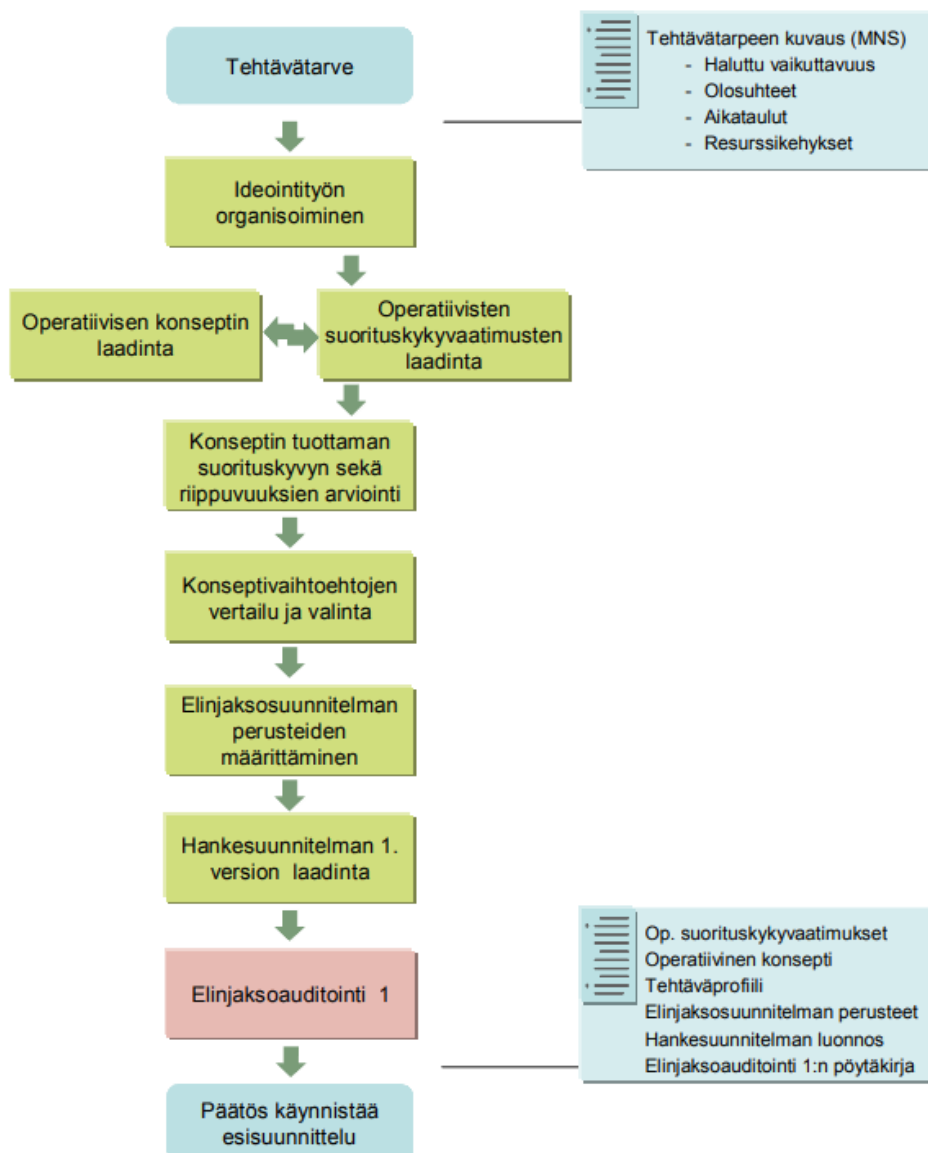 Tehtävätarve
Tehtävätarpeen kuvaus (MNS)
- Haluttu vaikuttavuus
- Olosuhteet
- Aikataulut
- Resurssikehykset
Ideointityön
organisoiminen
Operatiivisen konseptin
laadinta
Operatiivisten
suorituskykyvaatimusten
laadinta
Konseptin tuottaman
suorituskyvyn sekä
riippuvuuksien arviointi
Konseptivaihtoehtojen
vertailu ja valinta
Elinjaksosuunnitelman
perusteiden
määrittäminen
Hankesuunnitelman 1.
version laadinta
Elinjaksoauditointi 1
Op. suorituskykyvaatimukset
Operatiivinen konsepti
Tehtäväprofiili
Elinjaksosuunnitelman perusteet
Hankesuunnitelman luonnos
Elinjaksoauditointi 1:n pöytäkirja
Päätös käynnistää
esisuunnittelu